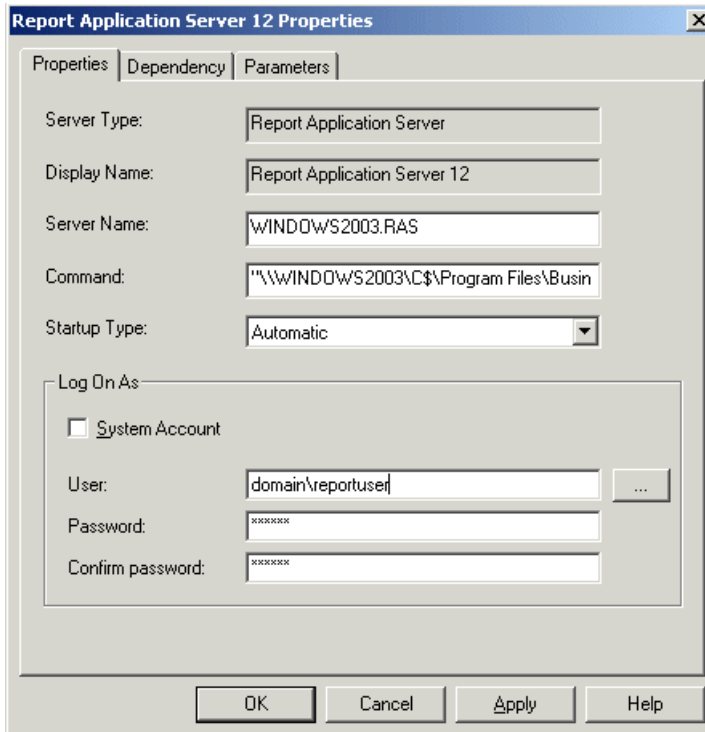 Report Application Server 12 Properties
Properties Dependency Parameters
Server Type: Report Application Server
Display Name: Report Application Server 12
Server Name: WINDOWS2003.RAS
Command: "\\WINDOWS2003\C$\Program Files\Busin
Startup Type: Automatic
Log On As
System Account
User: domain\reportuser ...
Password: ××××××
Confirm password: ××××××
OK Cancel Apply Help